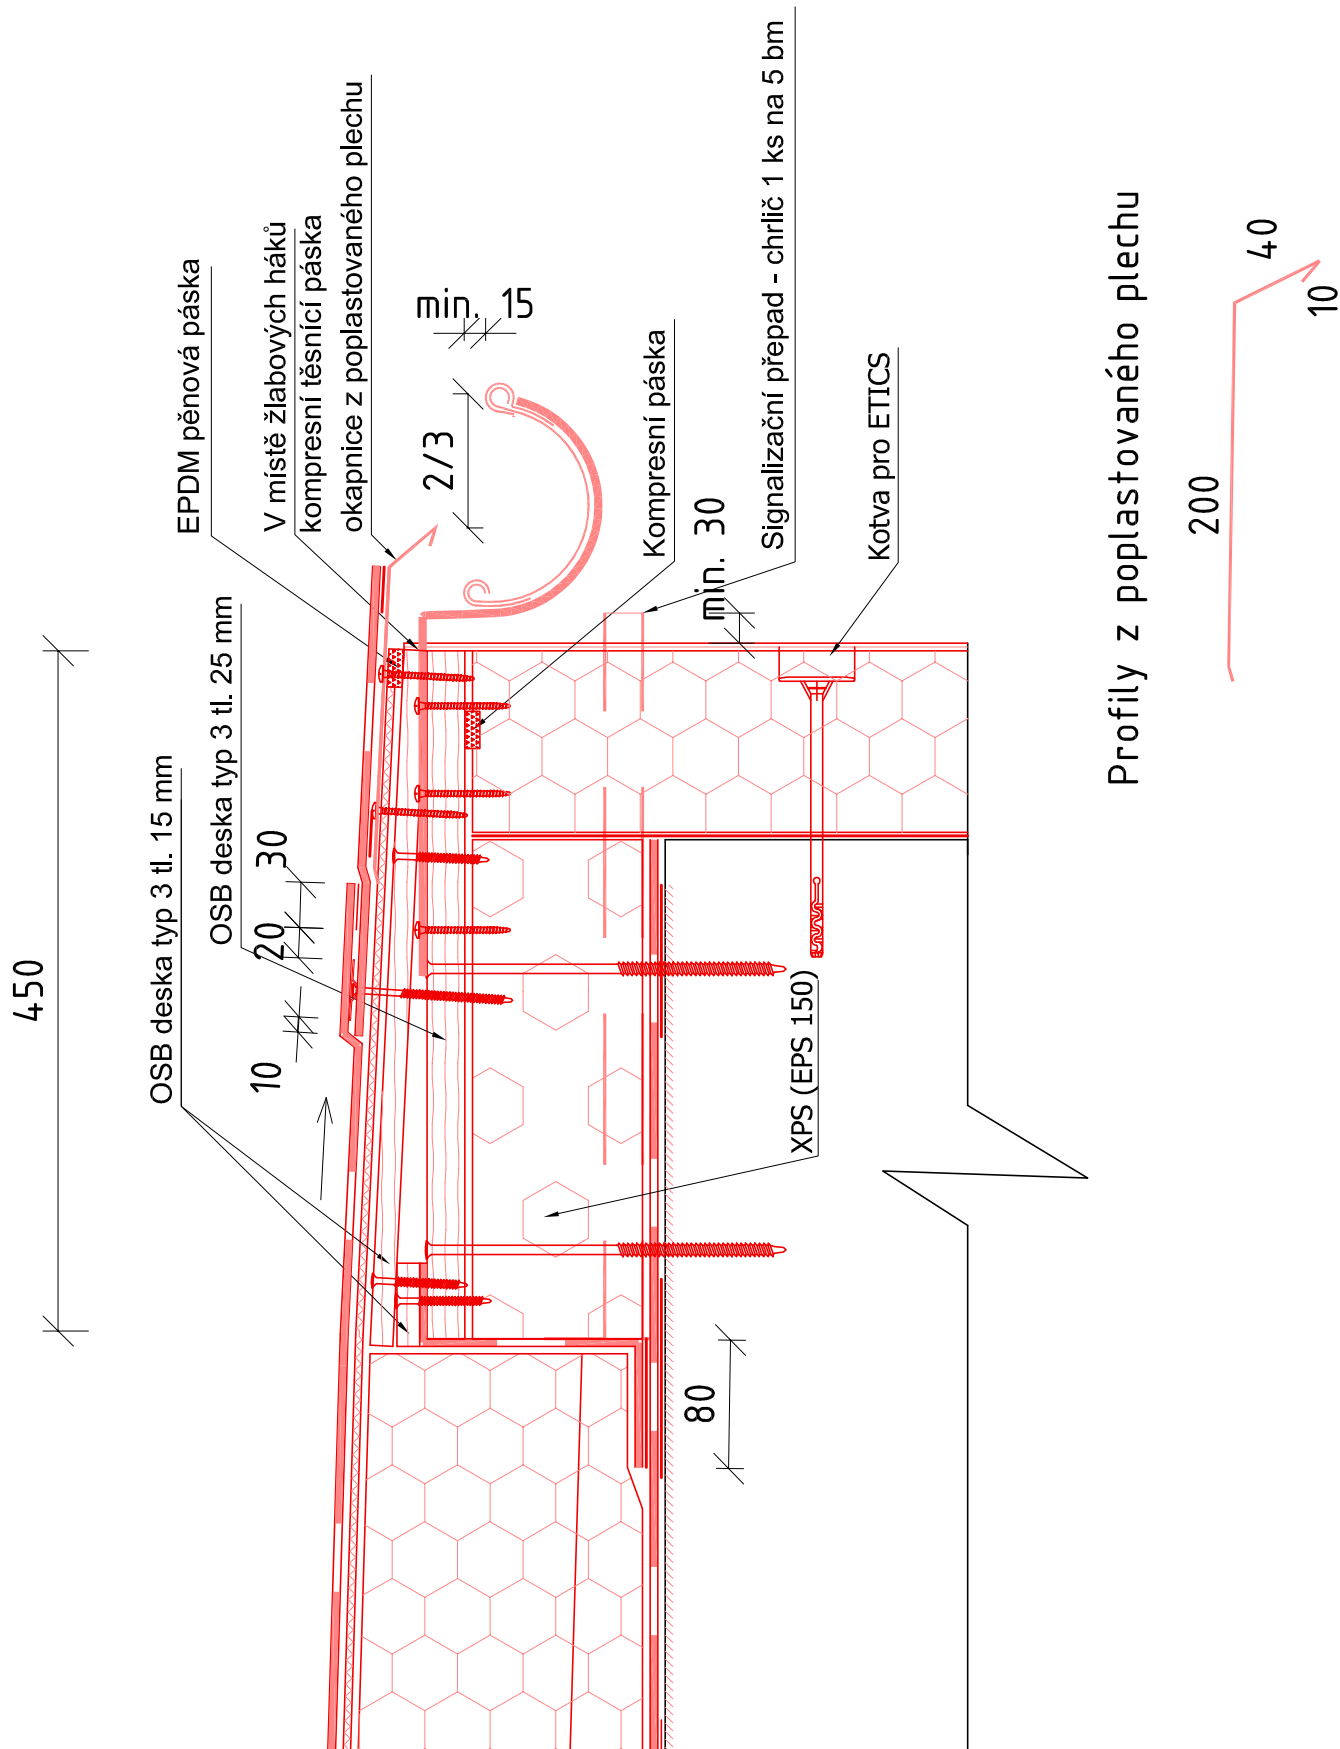 450
OSB deska typ 3 tl. 15 mm
EPDM pěnová páska
OSB deska typ 3 tl. 25 mm
10
20
30
V místě žlabových háků
kompresní těsnící páska
okapnice z poplastovaného plechu
min. 15
2/3
Kompresní páska
min. 30
Signalizační přepad - chrlič 1 ks na 5 bm
Kotva pro ETICS
XPS (EPS 150)
80
Profily z poplastovaného plechu
200
40
10